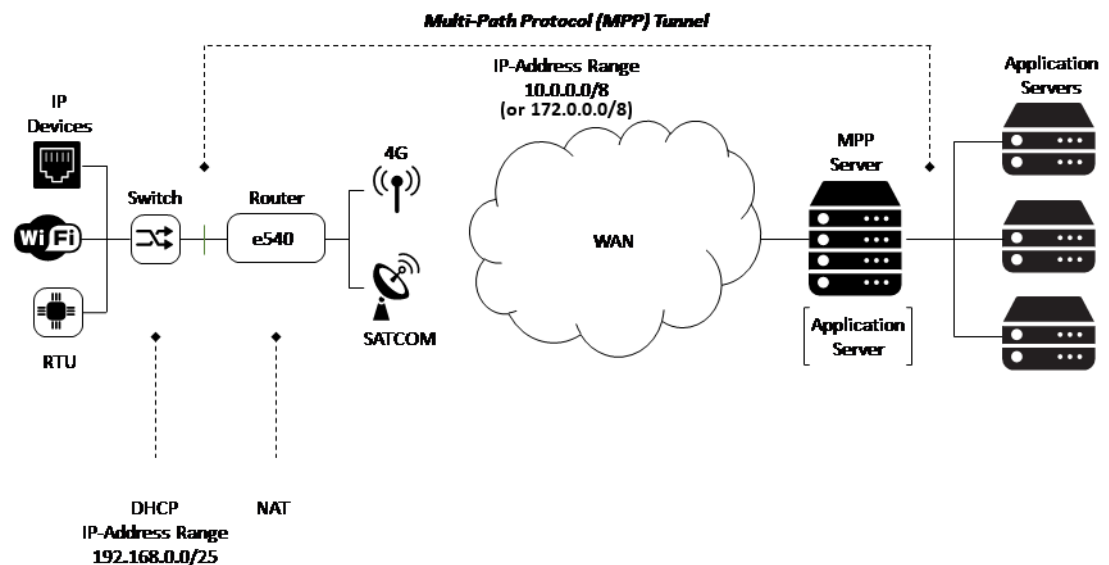 Multi-Path Protocol (MPP) Tunnel
IP-Address Range
10.0.0.0/8
(or 172.0.0.0/8)
Application
Servers
IP
Devices
4G
MPP
Server
Switch
Router
WiFi
e540
WAN
SATCOM
Application
Server
RTU
DHCP
IP-Address Range
192.168.0.0/25
NAT